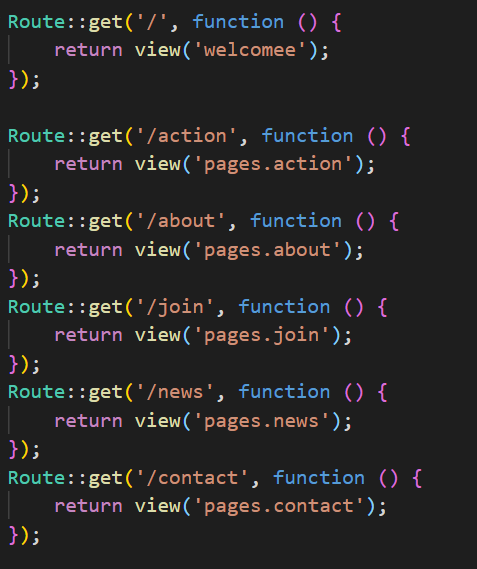 Route::get('/', function () {
    return view('welcomee');
});

Route::get('/action', function () {
    return view('pages.action');
});
Route::get('/about', function () {
    return view('pages.about');
});
Route::get('/join', function () {
    return view('pages.join');
});
Route::get('/news', function () {
    return view('pages.news');
});
Route::get('/contact', function () {
    return view('pages.contact');
});